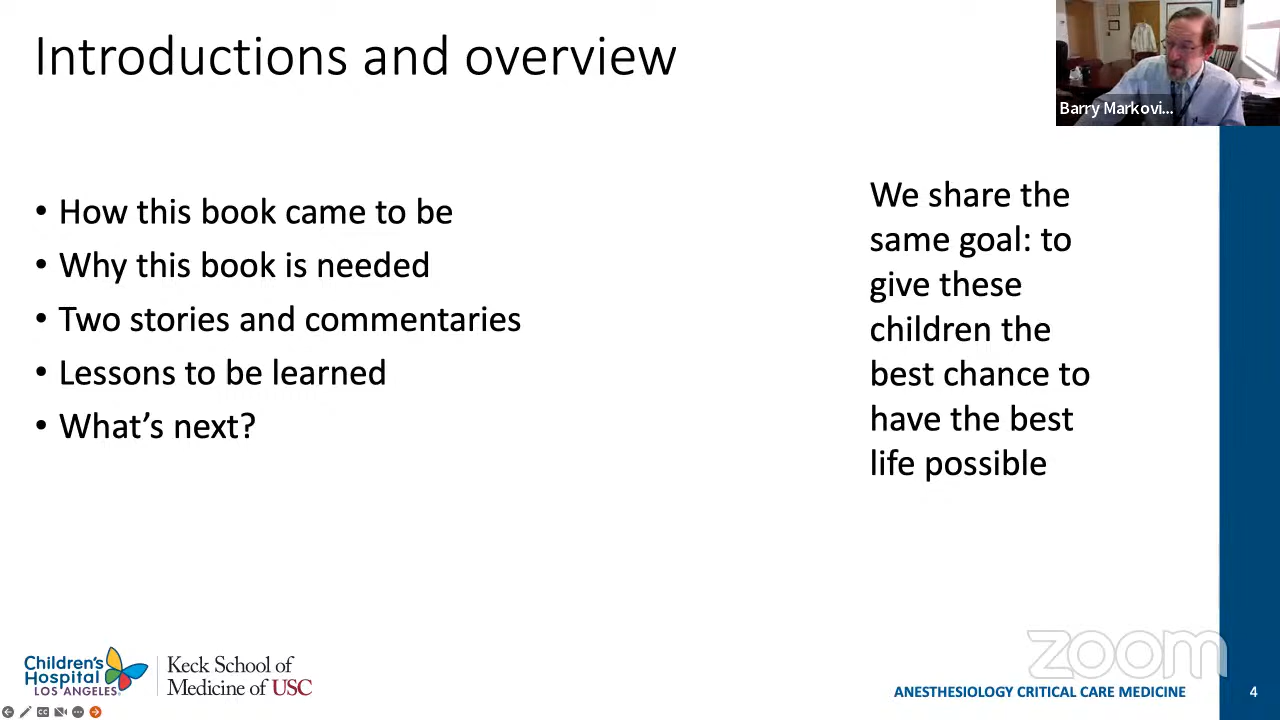 Introductions and overview
Barry Markovi...
• How this book came to be
• Why this book is needed
• Two stories and commentaries
• Lessons to be learned
• What’s next?
We share the
same goal: to
give these
children the
best chance to
have the best
life possible
Children's
Hospital
LOS ANGELES
Keck School of
Medicine of USC
zoom
ANESTHESIOLOGY CRITICAL CARE MEDICINE
4